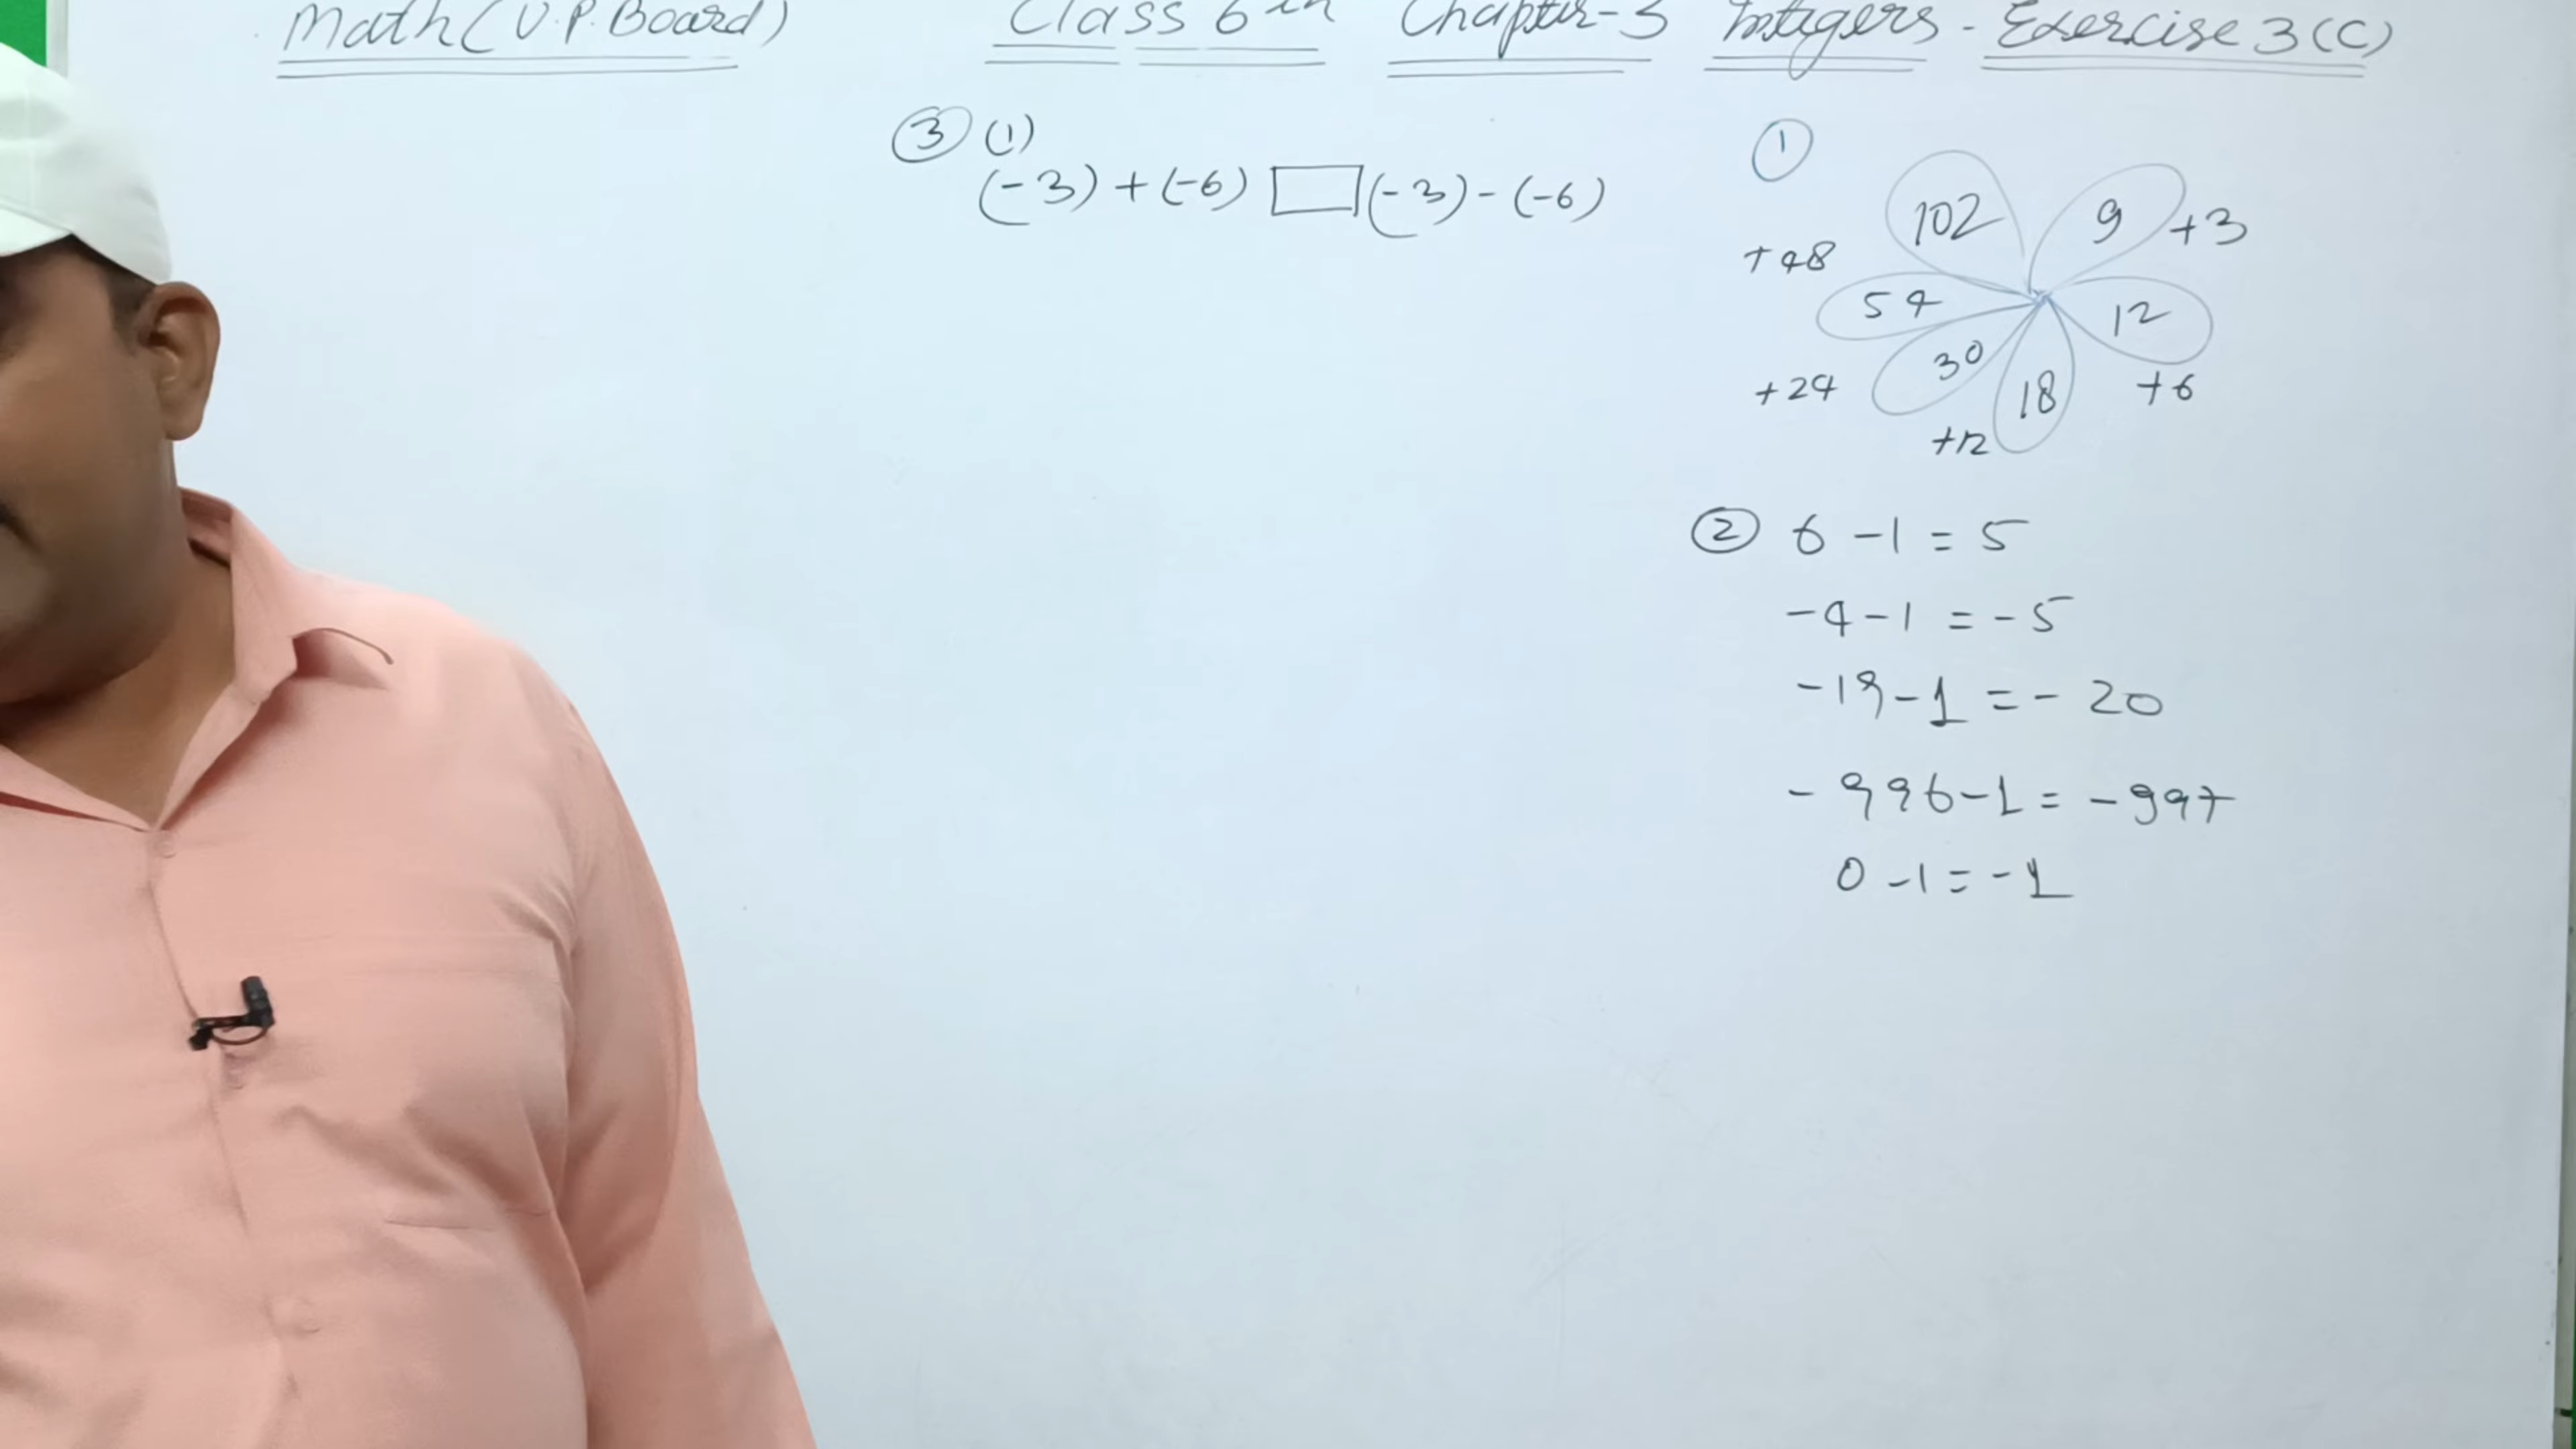 Math (U.P. Board) Class 6th Chapter-3 Integers - Exercise 3(C)
③ (1)
(-3) + (-6) □ (-3) - (-6)
①
102
9
+3
+48
54
12
30
18
+24
+6
+12
② 6 - 1 = 5
-4 - 1 = -5
-19 - 1 = - 20
- 996 - 1 = - 997
0 - 1 = - 1